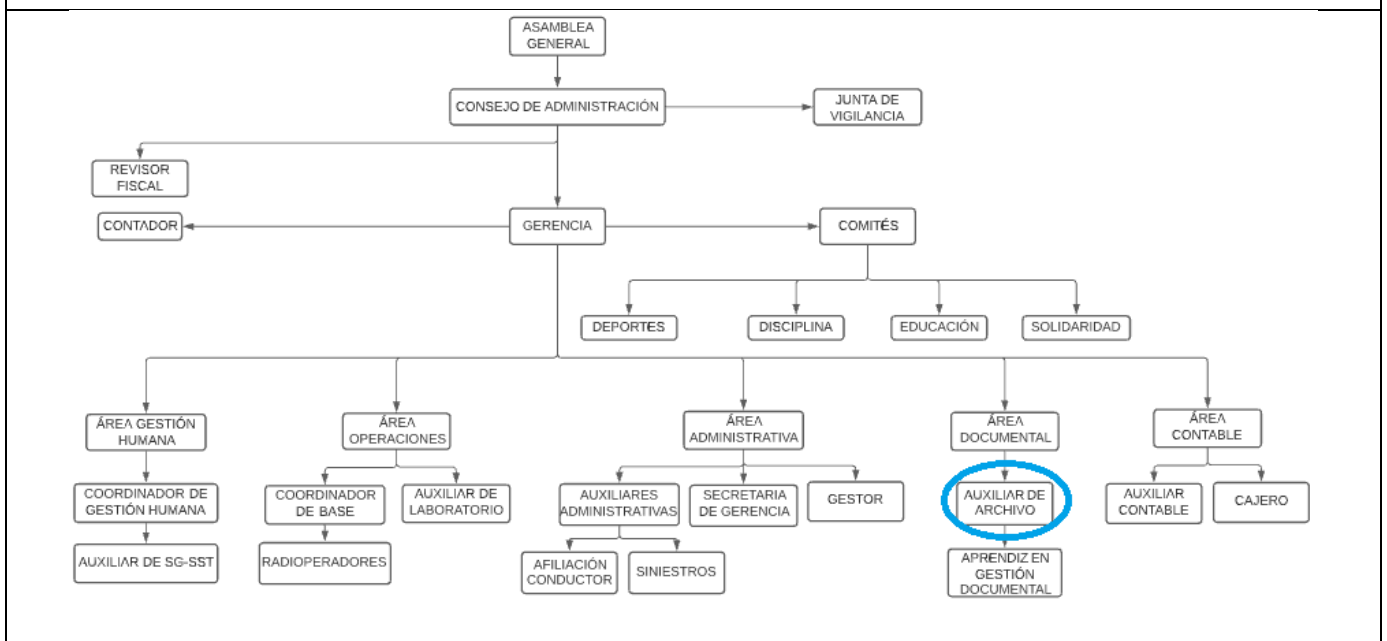 ASAMBLEA
GENERAL
CONSEJO DE ADMINISTRACIÓN
JUNTA DE
VIGILANCIA
REVISOR
FISCAL
CONTADOR
GERENCIA
COMITÉS
DEPORTES
DISCIPLINA
EDUCACIÓN
SOLIDARIDAD
ÁREA GESTIÓN
HUMANA
ÁREA
OPERACIONES
ÁREA
ADMINISTRATIVA
ÁREA
DOCUMENTAL
ÁREA
CONTABLE
COORDINADOR DE
GESTIÓN HUMANA
COORDINADOR
DE BASE
AUXILIAR DE
LABORATORIO
AUXILIARES
ADMINISTRATIVAS
SECRETARIA
DE GERENCIA
GESTOR
AUXILIAR DE
ARCHIVO
AUXILIAR
CONTABLE
CAJERO
AUXILIAR DE SG-SST
RADIOPERADORES
AFILIACIÓN
CONDUCTOR
SINIESTROS
APRENDIZ EN
GESTIÓN
DOCUMENTAL